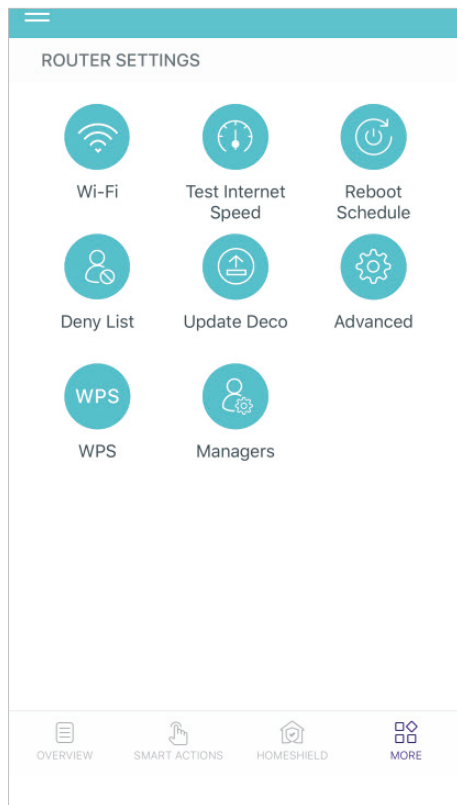 ROUTER SETTINGS
Wi-Fi
Test Internet
Speed
Reboot
Schedule
Deny List
Update Deco
Advanced
WPS
WPS
Managers
OVERVIEW
SMART ACTIONS
HOMESHIELD
MORE